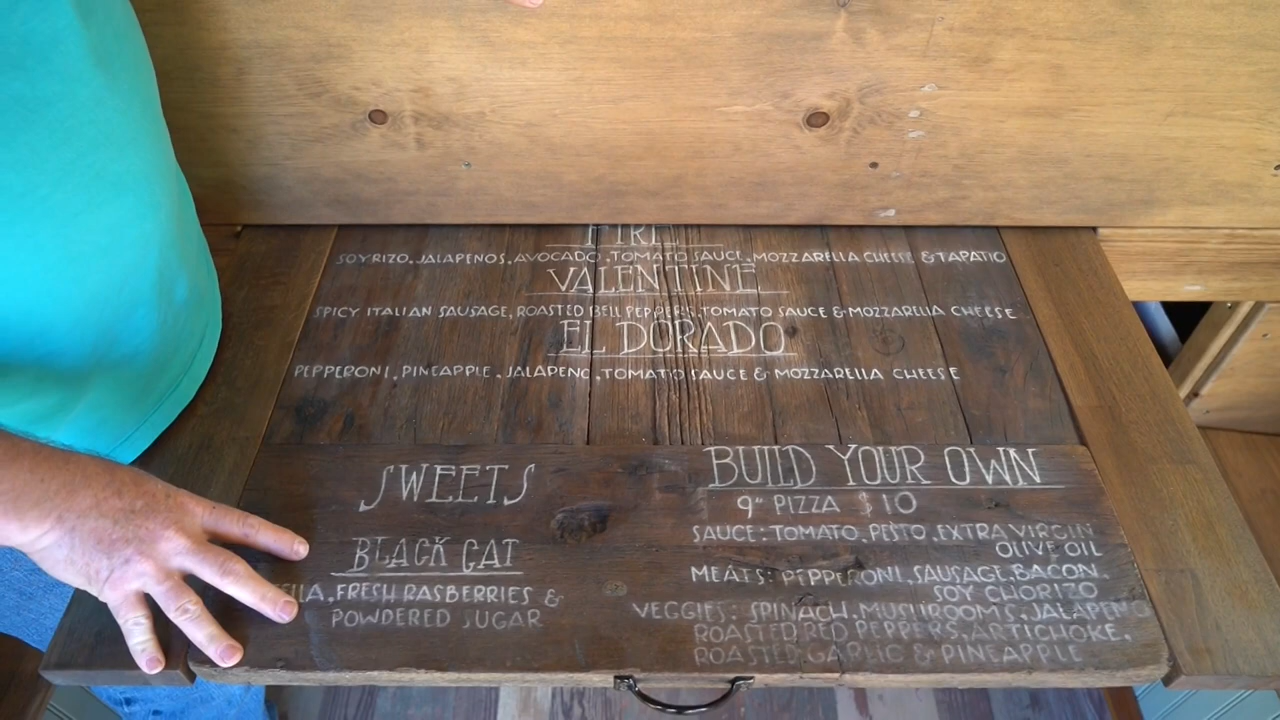 FIRE
SOYRIZO, JALAPENOS, AVOCADO, TOMATO SAUCE, MOZZARELLA CHEESE & TAPATIO
VALENTINE
SPICY ITALIAN SAUSAGE, ROASTED BELL PEPPERS, TOMATO SAUCE & MOZZARELLA CHEESE
EL DORADO
PEPPERONI, PINEAPPLE, JALAPENO, TOMATO SAUCE & MOZZARELLA CHEESE
SWEETS
BLACK CAT
FRESH RASBERRIES &
POWDERED SUGAR
BUILD YOUR OWN
9" PIZZA $10
SAUCE: TOMATO, PESTO, EXTRA VIRGIN
OLIVE OIL
MEATS: PEPPERONI, SAUSAGE, BACON,
SOY CHORIZO
VEGGIES: SPINACH, MUSHROOMS, JALAPENO
ROASTED RED PEPPERS, ARTICHOKE,
ROASTED GARLIC & PINEAPPLE